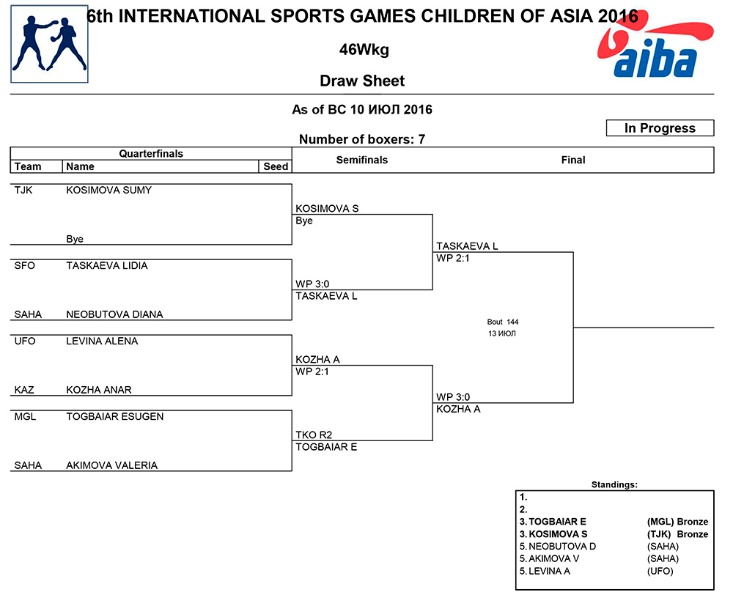 6th INTERNATIONAL SPORTS GAMES CHILDREN OF ASIA 2016
aiba
46Wkg
Draw Sheet
As of ВС 10 ИЮЛ 2016
Number of boxers: 7
In Progress
Quarterfinals
Semifinals
Final
Team Name Seed
TJK KOSIMOVA SUMY
KOSIMOVA S
Bye
Bye
TASKAEVA L
WP 2:1
SFO TASKAEVA LIDIA
WP 3:0
TASKAEVA L
SAHA NEOBUTOVA DIANA
Bout 144
13 ИЮЛ
UFO LEVINA ALENA
KOZHA A
WP 2:1
KAZ KOZHA ANAR
WP 3:0
KOZHA A
MGL TOGBAIAR ESUGEN
TKO R2
TOGBAIAR E
SAHA AKIMOVA VALERIA
Standings:
1.
2.
3. TOGBAIAR E (MGL) Bronze
3. KOSIMOVA S (TJK) Bronze
5. NEOBUTOVA D (SAHA)
5. AKIMOVA V (SAHA)
5. LEVINA A (UFO)